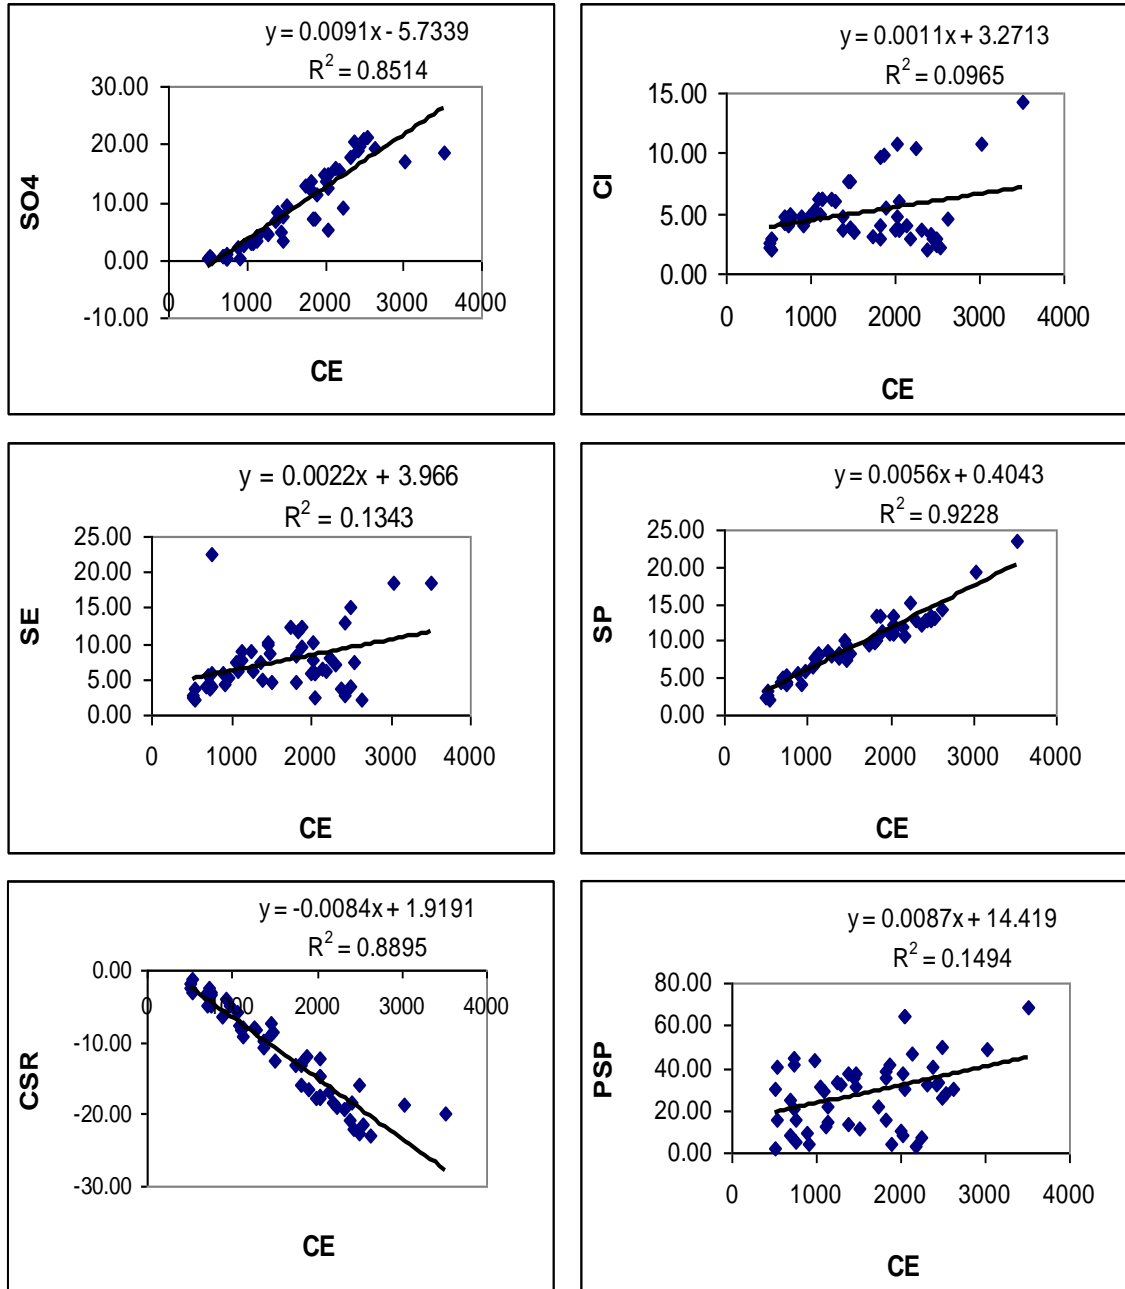 y = 0.0091x - 5.7339
R² = 0.8514
30.00
20.00
10.00
0.00
-10.00
0 1000 2000 3000 4000
SO4
CE
y = 0.0011x + 3.2713
R² = 0.0965
15.00
10.00
5.00
0.00
0 1000 2000 3000 4000
Cl
CE
y = 0.0022x + 3.966
R² = 0.1343
25.00
20.00
15.00
10.00
5.00
0.00
0 1000 2000 3000 4000
SE
CE
y = 0.0056x + 0.4043
R² = 0.9228
25.00
20.00
15.00
10.00
5.00
0.00
0 1000 2000 3000 4000
SP
CE
y = -0.0084x + 1.9191
R² = 0.8895
0.00
-10.00
-20.00
-30.00
0 1000 2000 3000 4000
CSR
CE
y = 0.0087x + 14.419
R² = 0.1494
80.00
60.00
40.00
20.00
0.00
0 1000 2000 3000 4000
PSP
CE